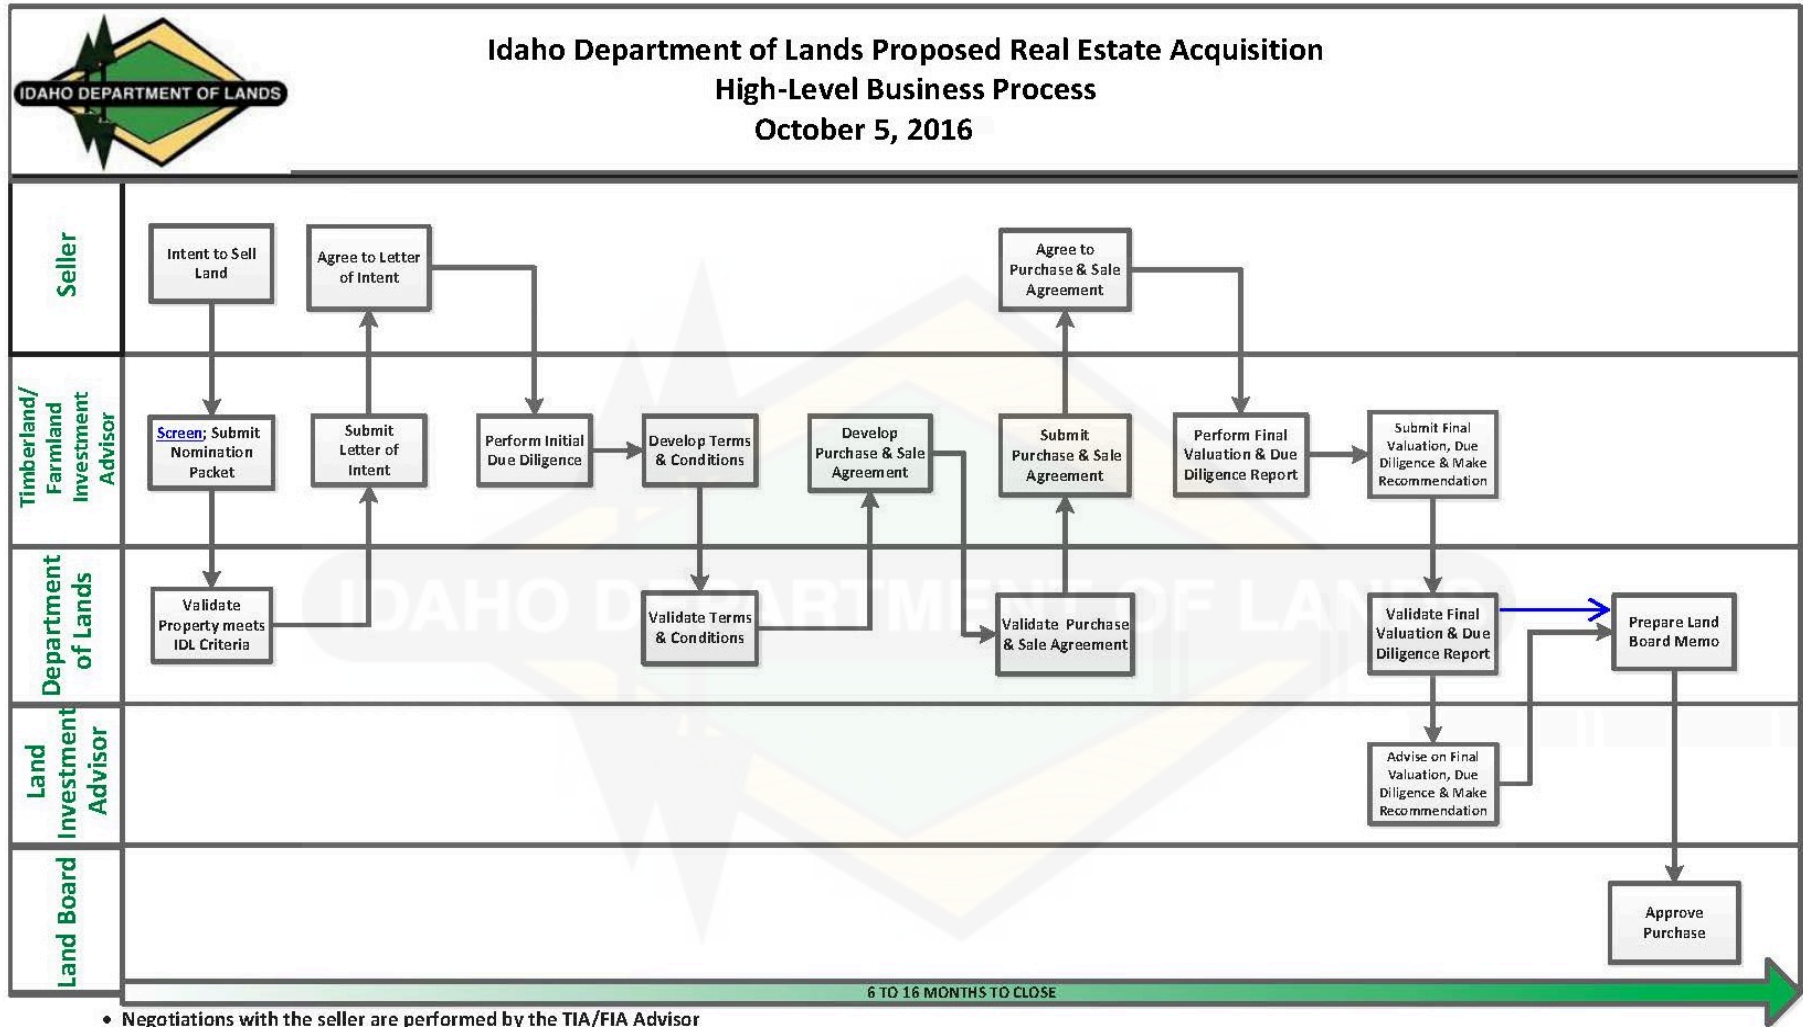 IDAHO DEPARTMENT OF LANDS
Idaho Department of Lands Proposed Real Estate Acquisition
High-Level Business Process
October 5, 2016
Seller
Intent to Sell
Land
Agree to Letter
of Intent
Agree to
Purchase & Sale
Agreement
Timberland/
Farmland
Investment
Advisor
Screen; Submit
Nomination
Packet
Submit
Letter of
Intent
Perform Initial
Due Diligence
Develop Terms
& Conditions
Develop
Purchase & Sale
Agreement
Submit
Purchase & Sale
Agreement
Perform Final
Valuation & Due
Diligence Report
Submit Final
Valuation, Due
Diligence & Make
Recommendation
Department
of Lands
Validate
Property meets
IDL Criteria
Validate Terms
& Conditions
Validate Purchase
& Sale Agreement
Validate Final
Valuation & Due
Diligence Report
Prepare Land
Board Memo
IDAHO DEPARTMENT OF LANDS
Land
Investment
Advisor
Advise on Final
Valuation, Due
Diligence & Make
Recommendation
Land Board
Approve
Purchase
6 TO 16 MONTHS TO CLOSE
• Negotiations with the seller are performed by the TIA/FIA Advisor